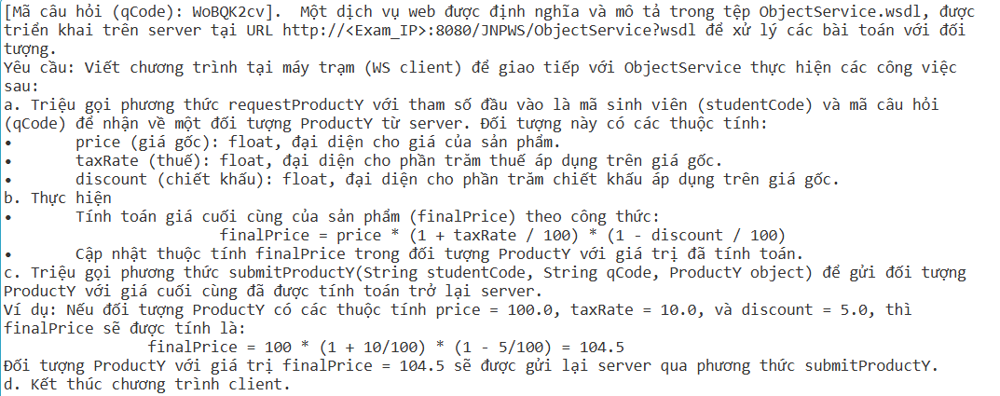 [Mã câu hỏi (qCode): WoBQK2cv].  Một dịch vụ web được định nghĩa và mô tả trong tệp ObjectService.wsdl, được
triển khai trên server tại URL http://<Exam_IP>:8080/JNPWS/ObjectService?wsdl để xử lý các bài toán với đối
tượng.
Yêu cầu: Viết chương trình tại máy trạm (WS client) để giao tiếp với ObjectService thực hiện các công việc
sau:
a. Triệu gọi phương thức requestProductY với tham số đầu vào là mã sinh viên (studentCode) và mã câu hỏi
(qCode) để nhận về một đối tượng ProductY từ server. Đối tượng này có các thuộc tính:
•	price (giá gốc): float, đại diện cho giá của sản phẩm.
•	taxRate (thuế): float, đại diện cho phần trăm thuế áp dụng trên giá gốc.
•	discount (chiết khấu): float, đại diện cho phần trăm chiết khấu áp dụng trên giá gốc.
b. Thực hiện
•	Tính toán giá cuối cùng của sản phẩm (finalPrice) theo công thức:
finalPrice = price * (1 + taxRate / 100) * (1 - discount / 100)
•	Cập nhật thuộc tính finalPrice trong đối tượng ProductY với giá trị đã tính toán.
c. Triệu gọi phương thức submitProductY(String studentCode, String qCode, ProductY object) để gửi đối tượng
ProductY với giá cuối cùng đã được tính toán trở lại server.
Ví dụ: Nếu đối tượng ProductY có các thuộc tính price = 100.0, taxRate = 10.0, và discount = 5.0, thì
finalPrice sẽ được tính là:
finalPrice = 100 * (1 + 10/100) * (1 - 5/100) = 104.5
Đối tượng ProductY với giá trị finalPrice = 104.5 sẽ được gửi lại server qua phương thức submitProductY.
d. Kết thúc chương trình client.